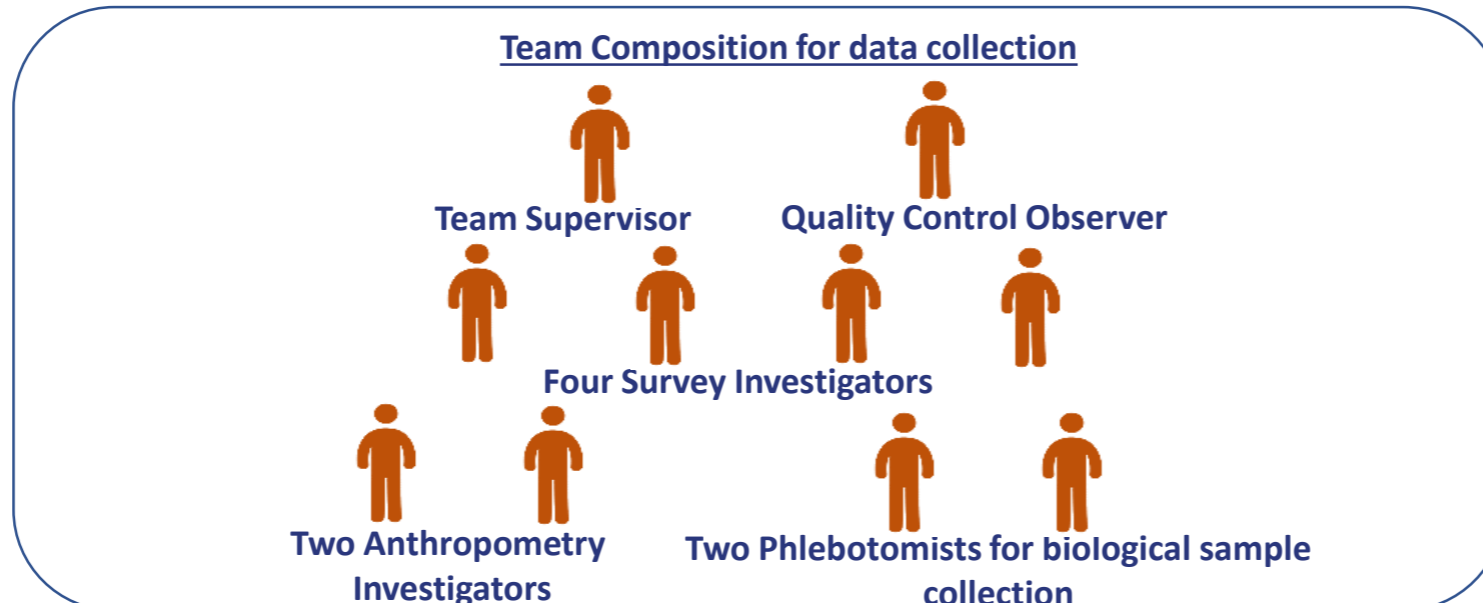 Team Composition for data collection
Team Supervisor
Quality Control Observer
Four Survey Investigators
Two Anthropometry
Investigators
Two Phlebotomists for biological sample
collection